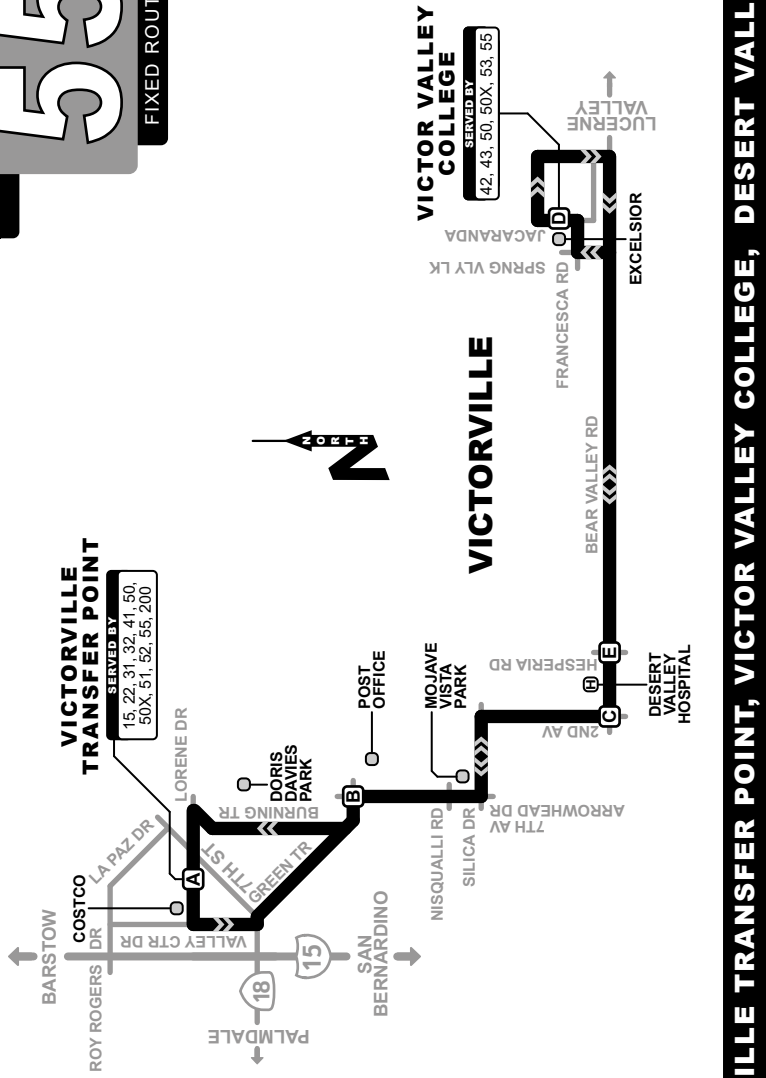 55
FIXED ROUT
BARSTOW
COSTCO
ROY ROGERS DR
LA PAZ DR
VICTORVILLE
TRANSFER POINT
SERVED BY
15, 22, 31, 32, 41, 50,
50X, 51, 52, 55, 200
LORENE DR
A
7TH ST
VALLEY CTR DR
GREEN TR
BURNING TR
DORIS
DAVIES
PARK
15
18
PALMDALE
SAN
BERNARDINO
B
POST
OFFICE
NISQUALLI RD
SILICA DR
MOJAVE
VISTA
PARK
7TH AV
ARROWHEAD DR
2ND AV
C
H
DESERT
VALLEY
HOSPITAL
E
HESPERIA RD
NORTH
N
VICTORVILLE
BEAR VALLEY RD
VICTOR VALLEY
COLLEGE
SERVED BY
42, 43, 50, 50X, 53, 55
SPRNG VLY LK
JACARANDA
FRANCESCA RD
D
EXCELSIOR
LUCERNE
VALLEY
ILLE TRANSFER POINT, VICTOR VALLEY COLLEGE, DESERT VALL